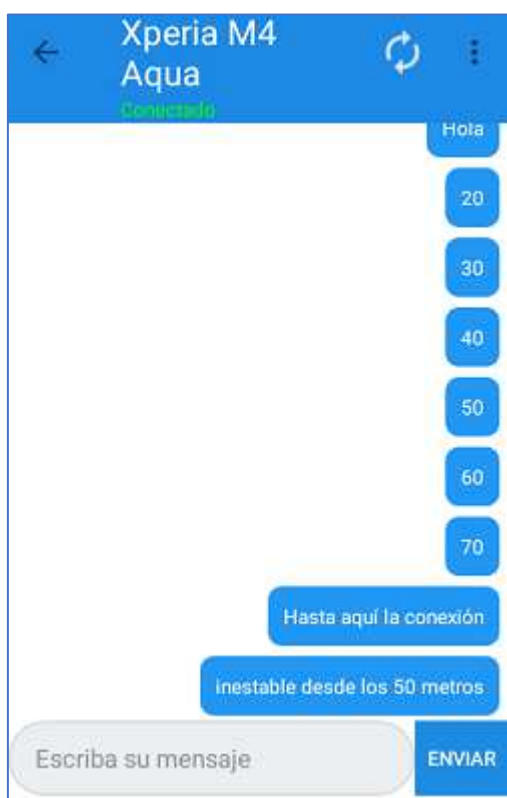 Xperia M4
Aqua
Conectado
Hola
20
30
40
50
60
70
Hasta aquí la conexión
inestable desde los 50 metros
Escriba su mensaje
ENVIAR